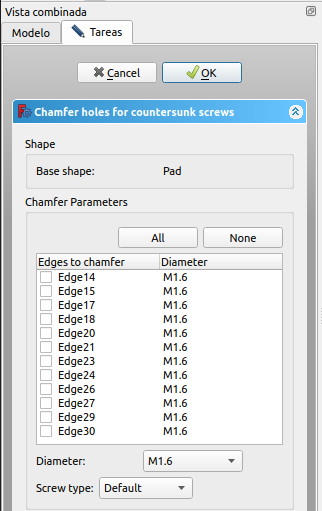 Vista combinada
Modelo Tareas
Cancel OK
Chamfer holes for countersunk screws
Shape
Base shape: Pad
Chamfer Parameters
All None
Edges to chamfer Diameter
Edge14 M1.6
Edge15 M1.6
Edge17 M1.6
Edge18 M1.6
Edge20 M1.6
Edge21 M1.6
Edge23 M1.6
Edge24 M1.6
Edge26 M1.6
Edge27 M1.6
Edge29 M1.6
Edge30 M1.6
Diameter: M1.6
Screw type: Default